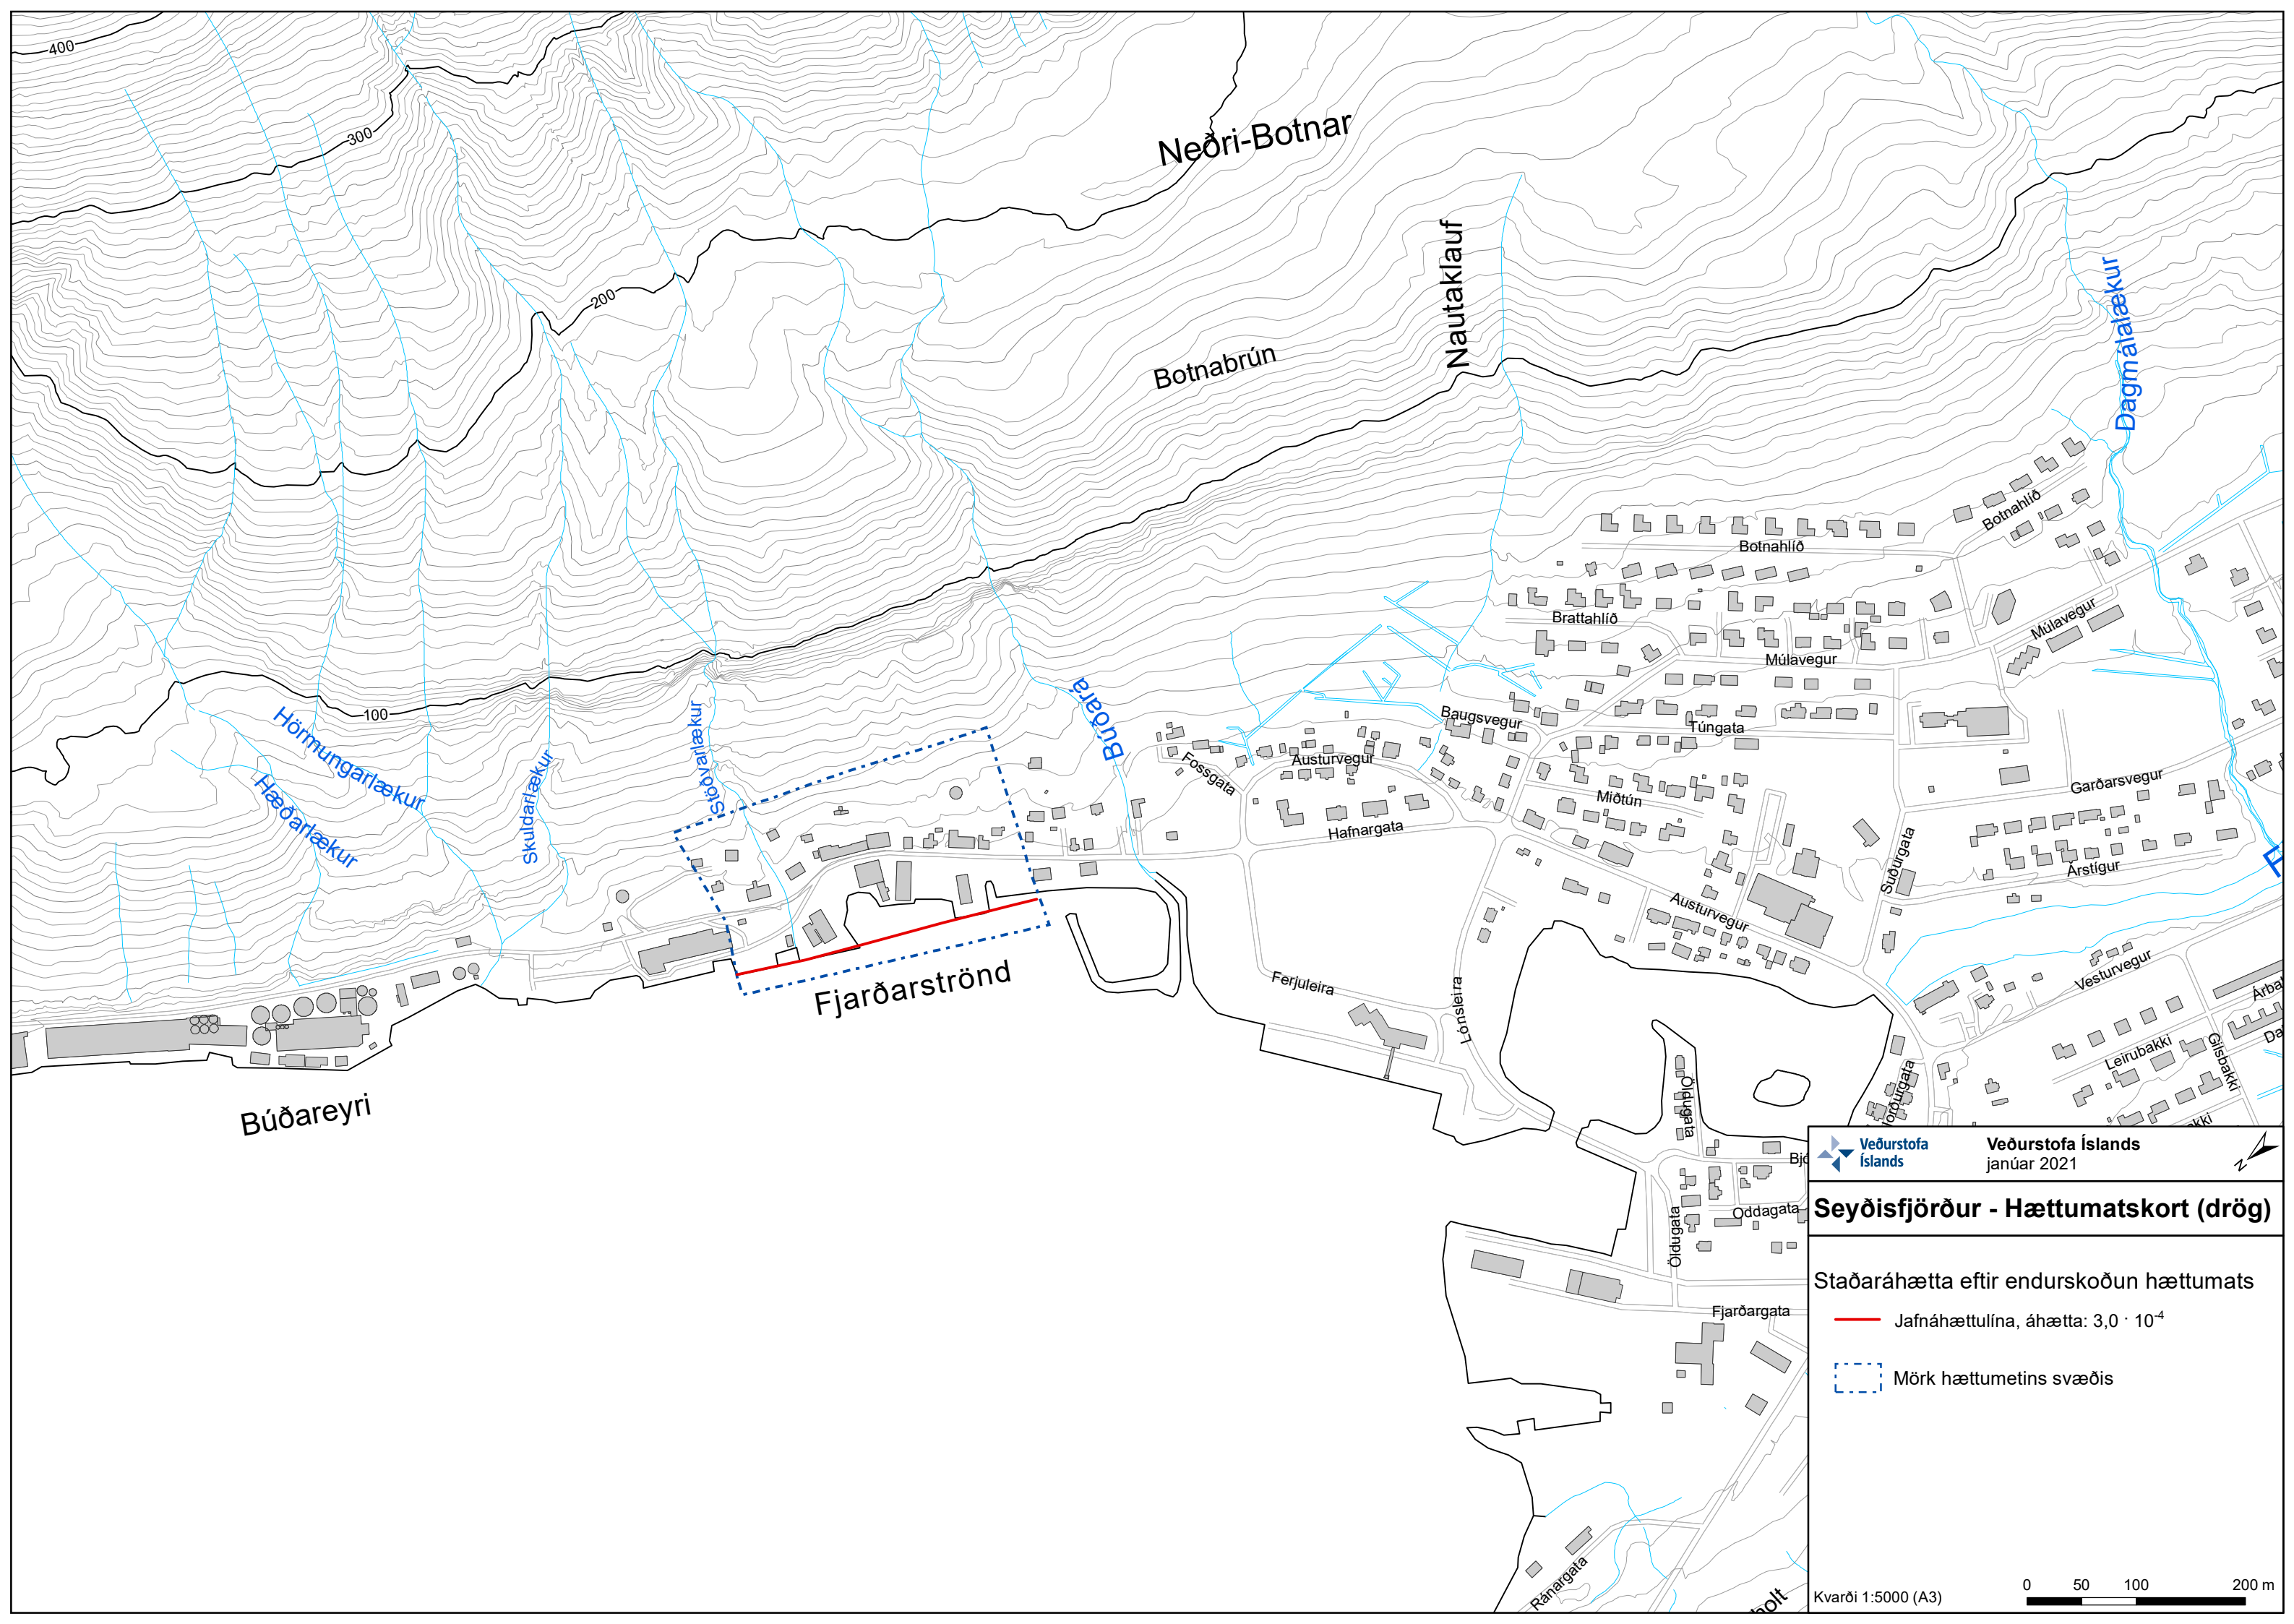 400
300
200
100
Neðri-Botnar
Botnabrún
Nautaklauf
Dagmálalækur
Botnahlíð
Botnahlíð
Brattahlíð
Múlavegur
Múlavegur
Túngata
Baugsvegur
Austurvegur
Fossgata
Miðtún
Hafnargata
Garðarsvegur
Suðurgata
Árstígur
Austurvegur
Búðará
Stöðvarlækur
Skuldarlækur
Hörmungarlækur
Hæðarlækur
Fjarðarströnd
Búðareyri
Ferjuleira
Lónsleira
Vesturvegur
Leirubakki
Gilsbakki
Árba
Da
Öldugata
Öldugata
Oddagata
Fjarðargata
Ránargata
Veðurstofa
Íslands
Veðurstofa Íslands
janúar 2021
N
Seyðisfjörður - Hættumatskort (drög)
Staðaráhætta eftir endurskoðun hættumats
Jafnáhættulína, áhætta: 3,0 · 10⁻⁴
Mörk hættumetins svæðis
Kvarði 1:5000 (A3)
0 50 100 200 m